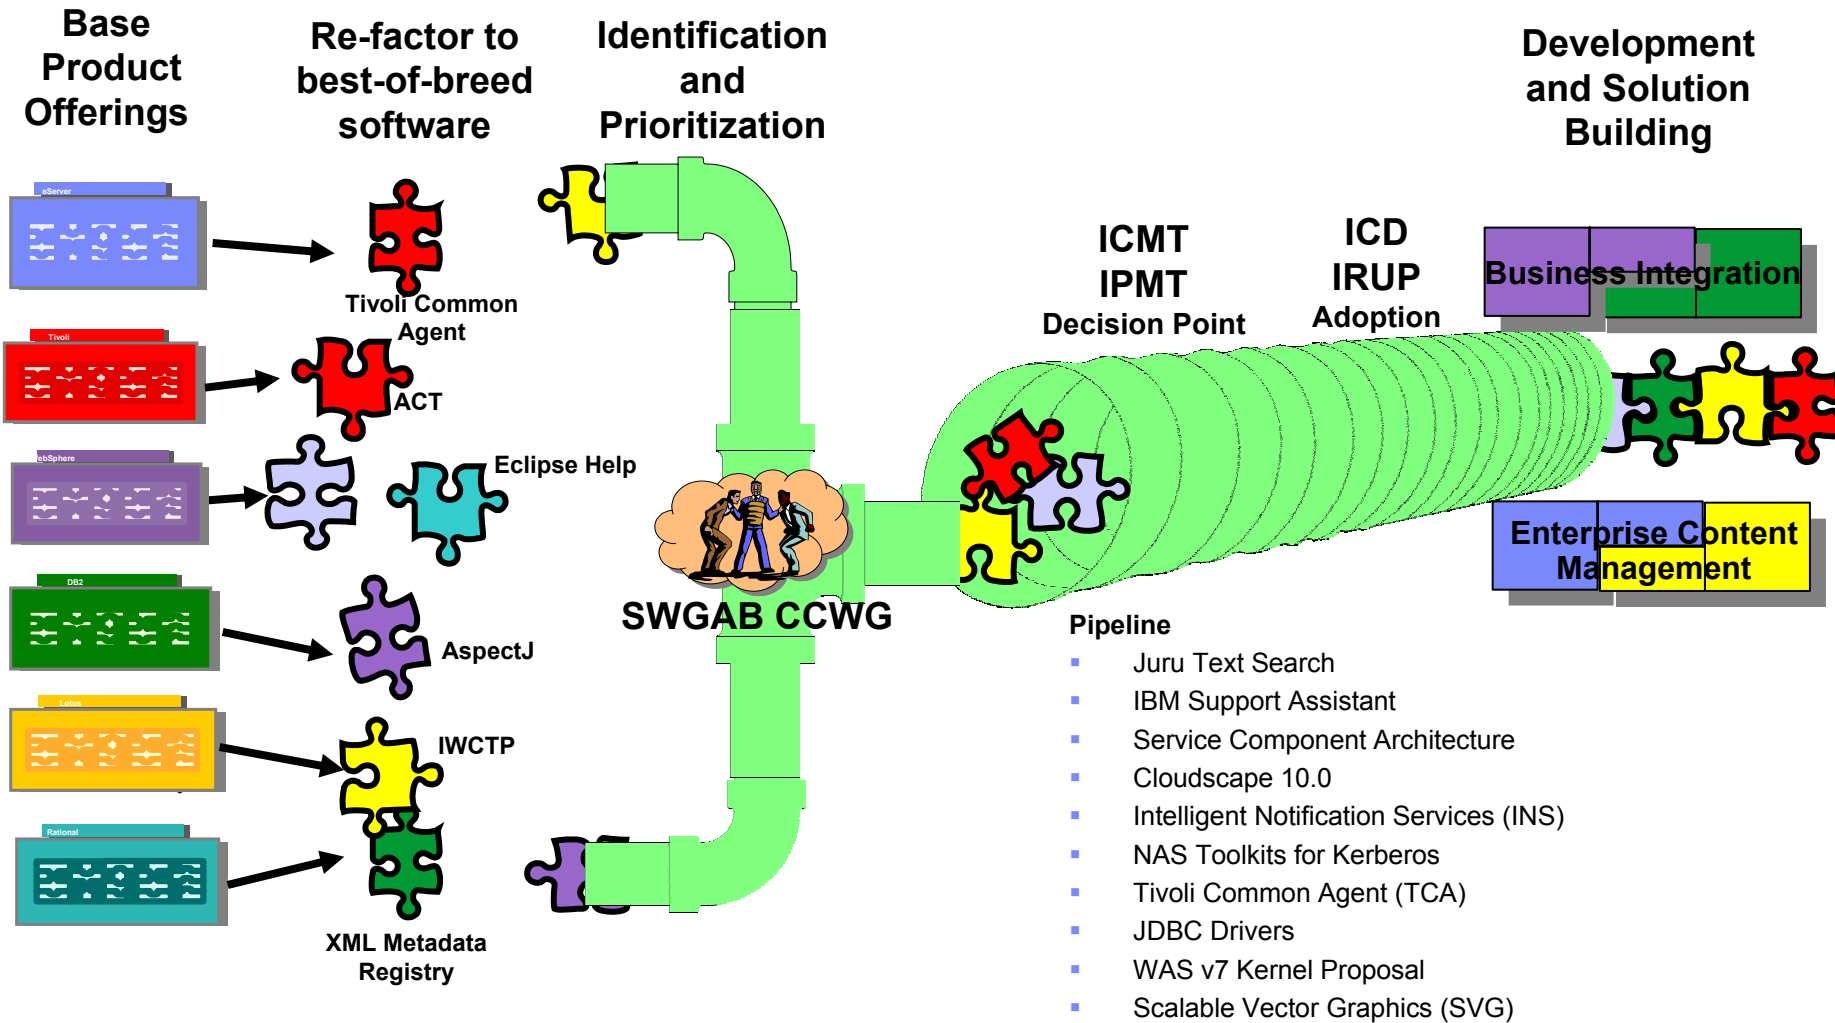 Base
Product
Offerings
Re-factor to
best-of-breed
software
Identification
and
Prioritization
Development
and Solution
Building
eServer
Tivoli
WebSphere
DB2
Lotus
Rational
Tivoli Common
Agent
ACT
Eclipse Help
AspectJ
IWCTP
XML Metadata
Registry
SWGAB CCWG
ICMT
IPMT
Decision Point
ICD
IRUP
Adoption
Business Integration
Enterprise Content
Management
Pipeline
Juru Text Search
IBM Support Assistant
Service Component Architecture
Cloudscape 10.0
Intelligent Notification Services (INS)
NAS Toolkits for Kerberos
Tivoli Common Agent (TCA)
JDBC Drivers
WAS v7 Kernel Proposal
Scalable Vector Graphics (SVG)